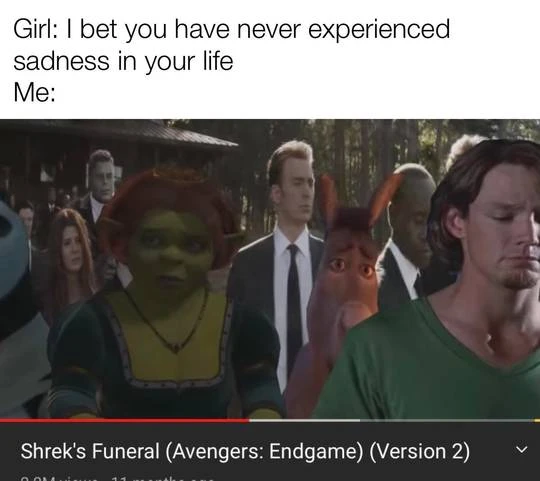 Girl: I bet you have never experienced
sadness in your life
Me:
Shrek's Funeral (Avengers: Endgame) (Version 2)